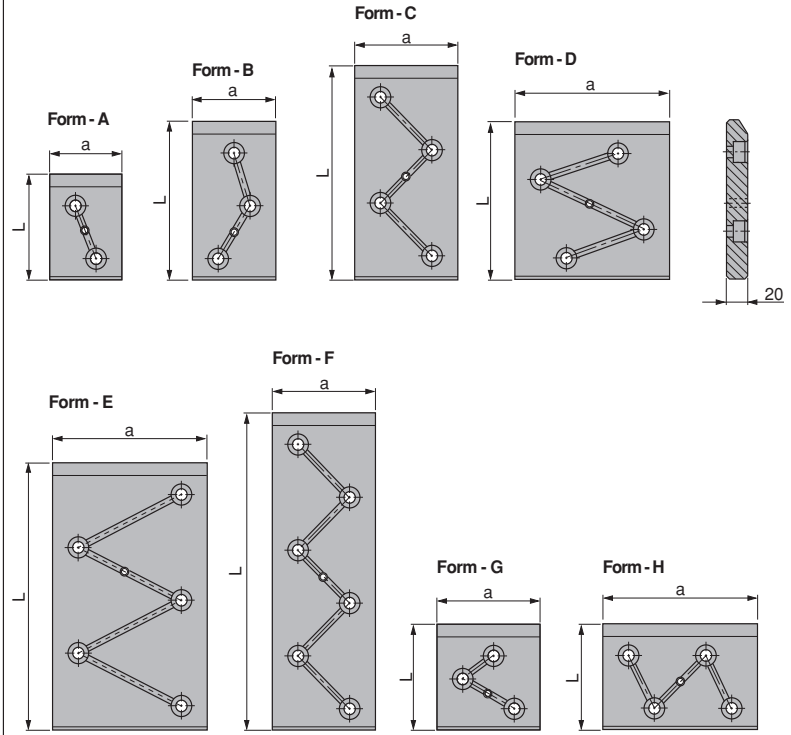 Form - C
a
L
Form - B
a
L
Form - D
a
L
Form - A
a
L
20
Form - F
a
L
Form - E
a
L
Form - G
a
L
Form - H
a
L